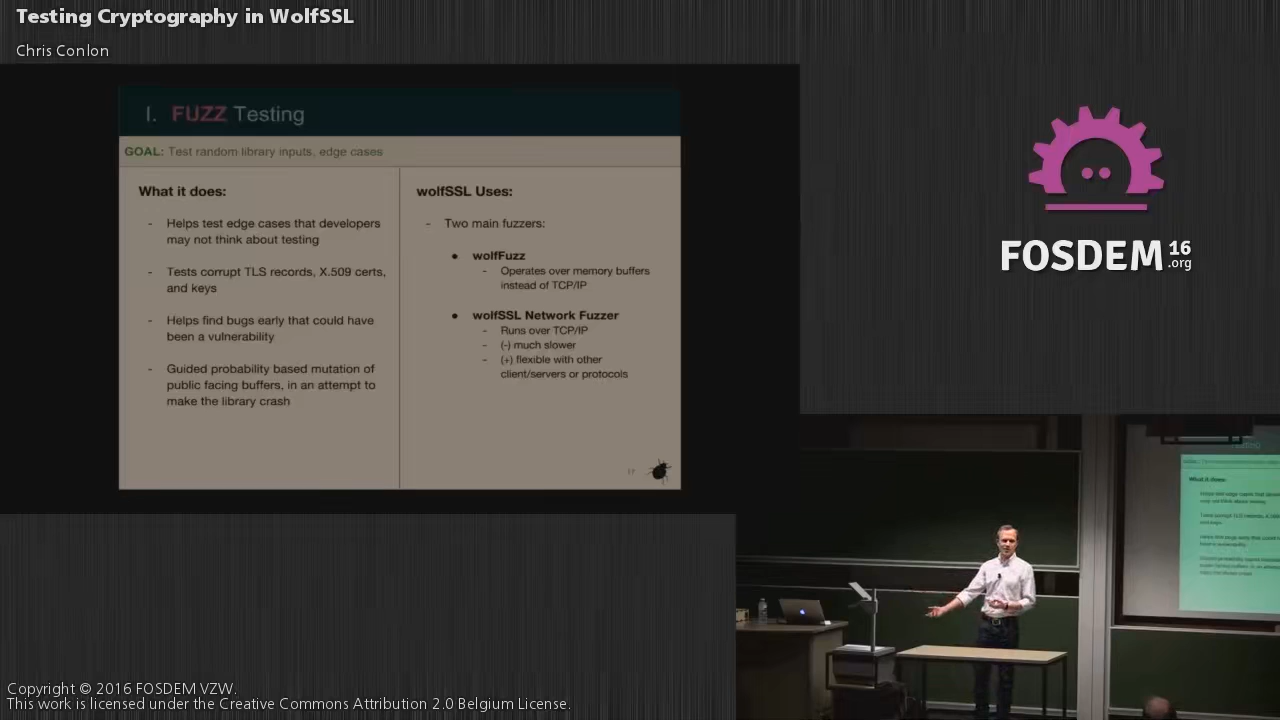 Testing Cryptography in WolfSSL
Chris Conlon
I. FUZZ Testing
GOAL: Test random library inputs, edge cases
What it does:
- Helps test edge cases that developers
may not think about testing
- Tests corrupt TLS records, X.509 certs,
and keys
- Helps find bugs early that could have
been a vulnerability
- Guided probability based mutation of
public facing buffers, in an attempt to
make the library crash
wolfSSL Uses:
- Two main fuzzers:
● wolfFuzz
- Operates over memory buffers
instead of TCP/IP
● wolfSSL Network Fuzzer
- Runs over TCP/IP
- (-) much slower
- (+) flexible with other
client/servers or protocols
17
FOSDEM 16
.org
What it does:
Copyright © 2016 FOSDEM VZW.
This work is licensed under the Creative Commons Attribution 2.0 Belgium License.